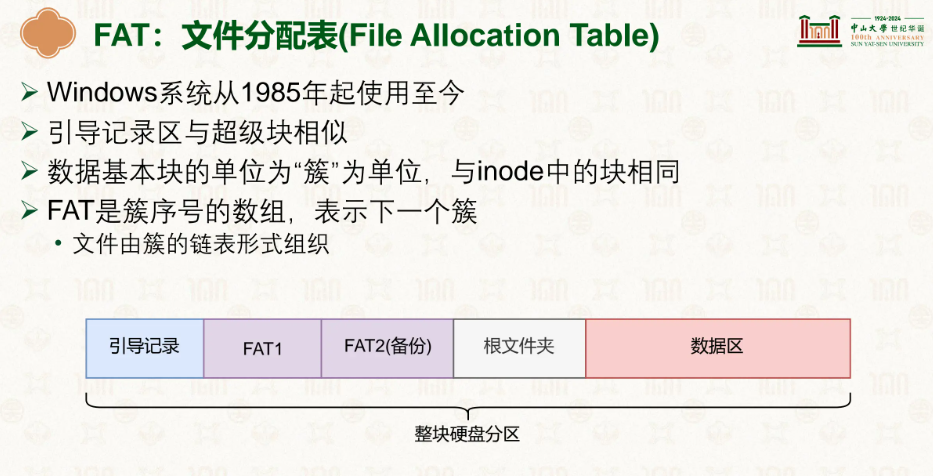 FAT：文件分配表(File Allocation Table)
1924-2024
中山大学世纪华诞
100th ANNIVERSARY
SUN YAT-SEN UNIVERSITY
Windows系统从1985年起使用至今
引导记录区与超级块相似
数据基本块的单位为“簇”为单位，与inode中的块相同
FAT是簇序号的数组，表示下一个簇
• 文件由簇的链表形式组织
引导记录 FAT1 FAT2(备份) 根文件夹 数据区
整块硬盘分区